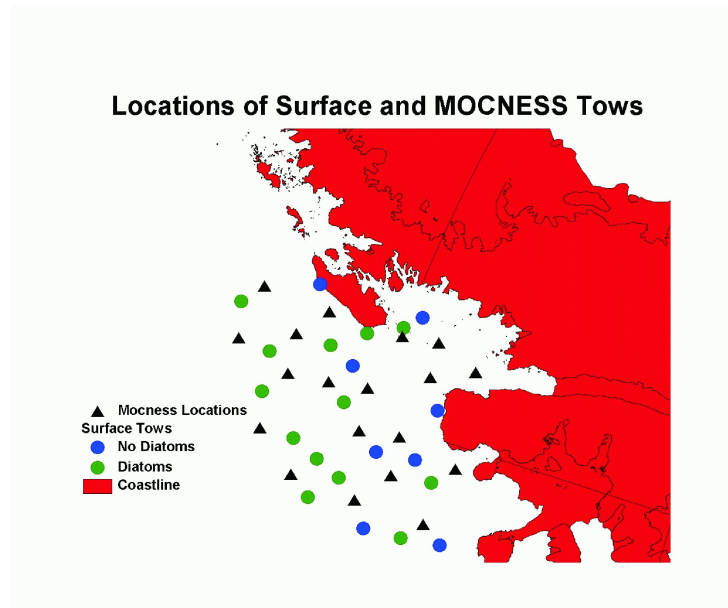 Locations of Surface and MOCNESS Tows
Mocness Locations
Surface Tows
No Diatoms
Diatoms
Coastline